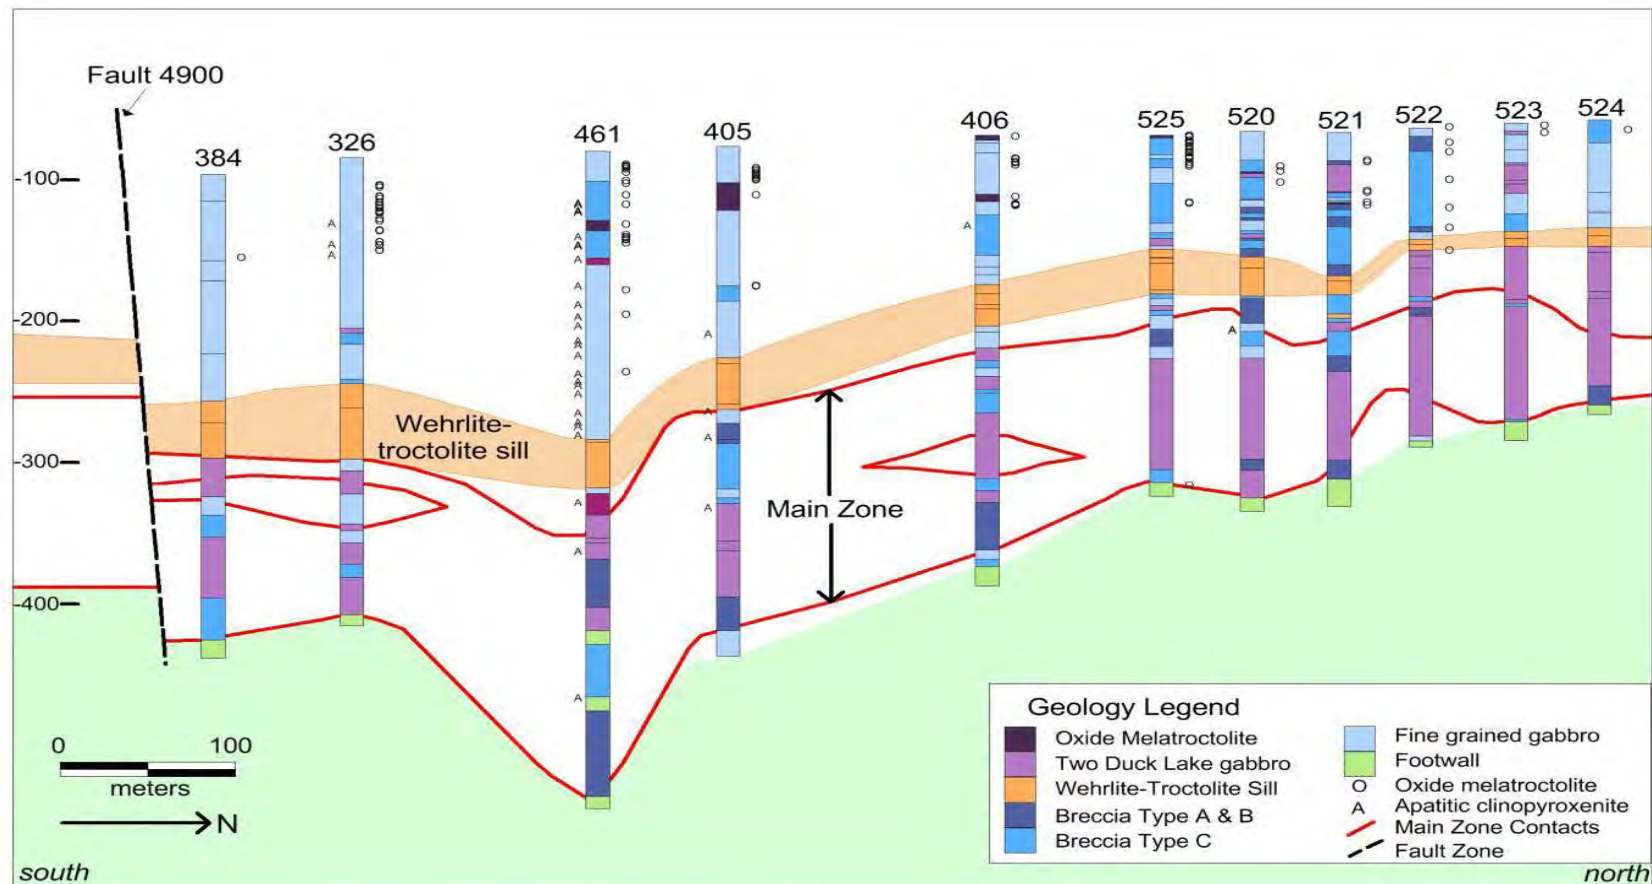 Fault 4900
384
326
461
405
406
525
520
521
522
523
524
-100
-200
-300
-400
Wehrlite-
troctolite sill
Main Zone
0 100
meters
N
south
north
Geology Legend
Oxide Melatroctolite
Two Duck Lake gabbro
Wehrlite-Troctolite Sill
Breccia Type A & B
Breccia Type C
Fine grained gabbro
Footwall
O Oxide melatroctolite
A Apatitic clinopyroxenite
Main Zone Contacts
Fault Zone